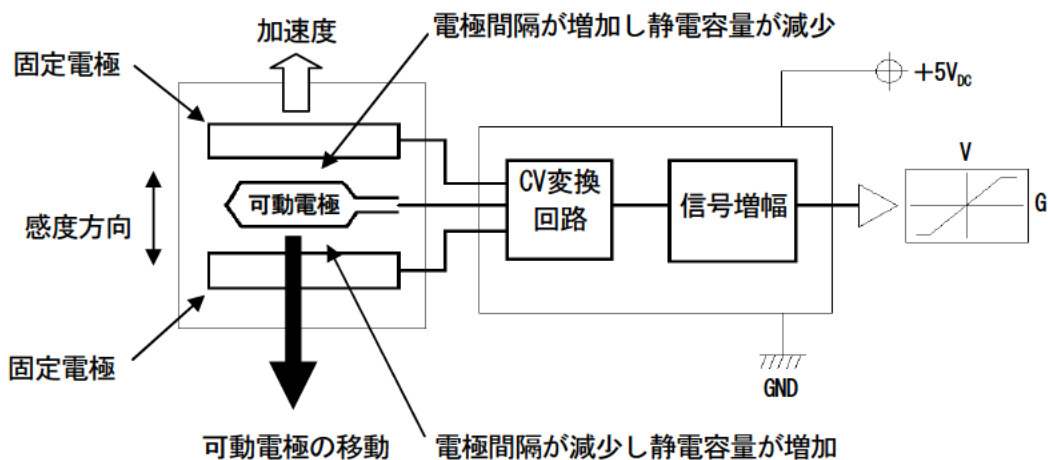 電極間隔が増加し静電容量が減少
加速度
固定電極
+5VDC
V
CV変換
回路
信号増幅
可動電極
G
感度方向
固定電極
GND
可動電極の移動
電極間隔が減少し静電容量が増加